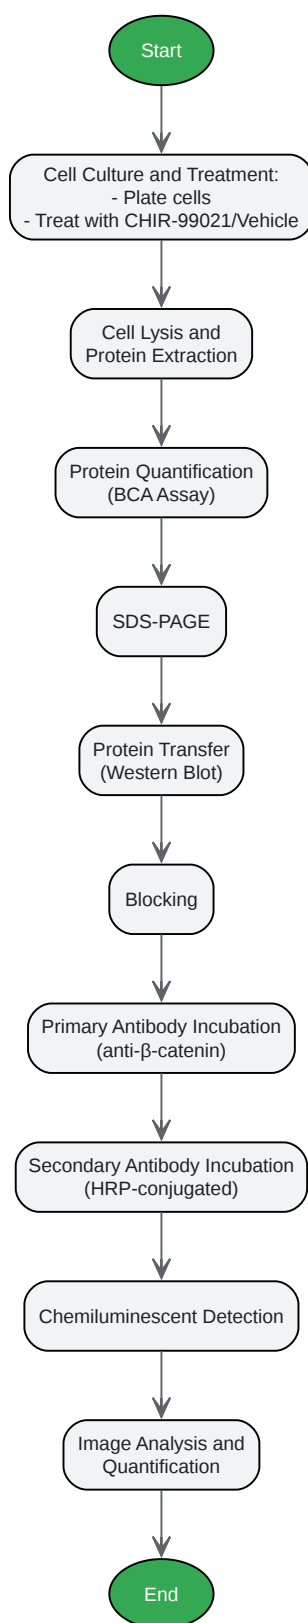 Start
Cell Culture and Treatment:
- Plate cells
- Treat with CHIR-99021/Vehicle
Cell Lysis and
Protein Extraction
Protein Quantification
(BCA Assay)
SDS-PAGE
Protein Transfer
(Western Blot)
Blocking
Primary Antibody Incubation
(anti-β-catenin)
Secondary Antibody Incubation
(HRP-conjugated)
Chemiluminescent Detection
Image Analysis and
Quantification
End